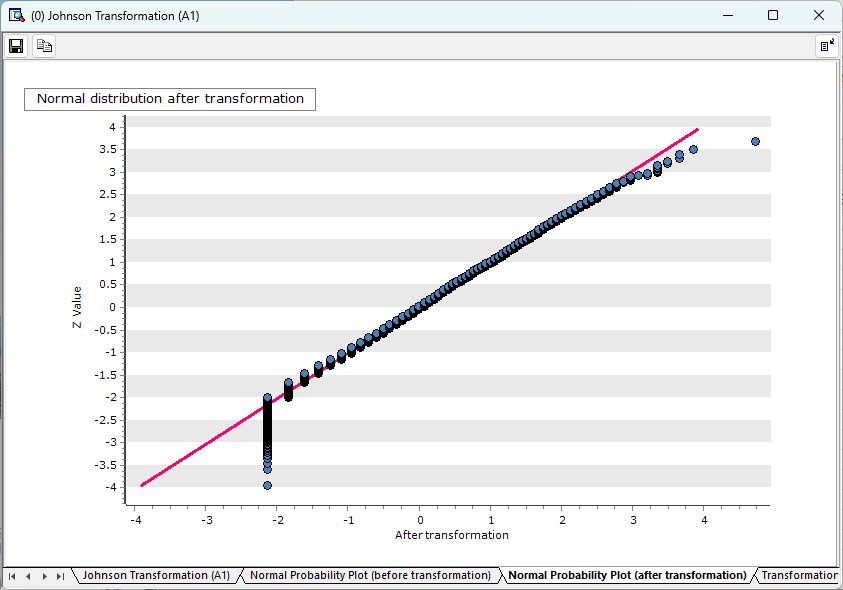 (0) Johnson Transformation (A1)
Normal distribution after transformation
4
3.5
3
2.5
2
1.5
1
0.5
0
-0.5
-1
-1.5
-2
-2.5
-3
-3.5
-4
Z Value
-4 -3 -2 -1 0 1 2 3 4
After transformation
Johnson Transformation (A1) Normal Probability Plot (before transformation) Normal Probability Plot (after transformation) Transformation